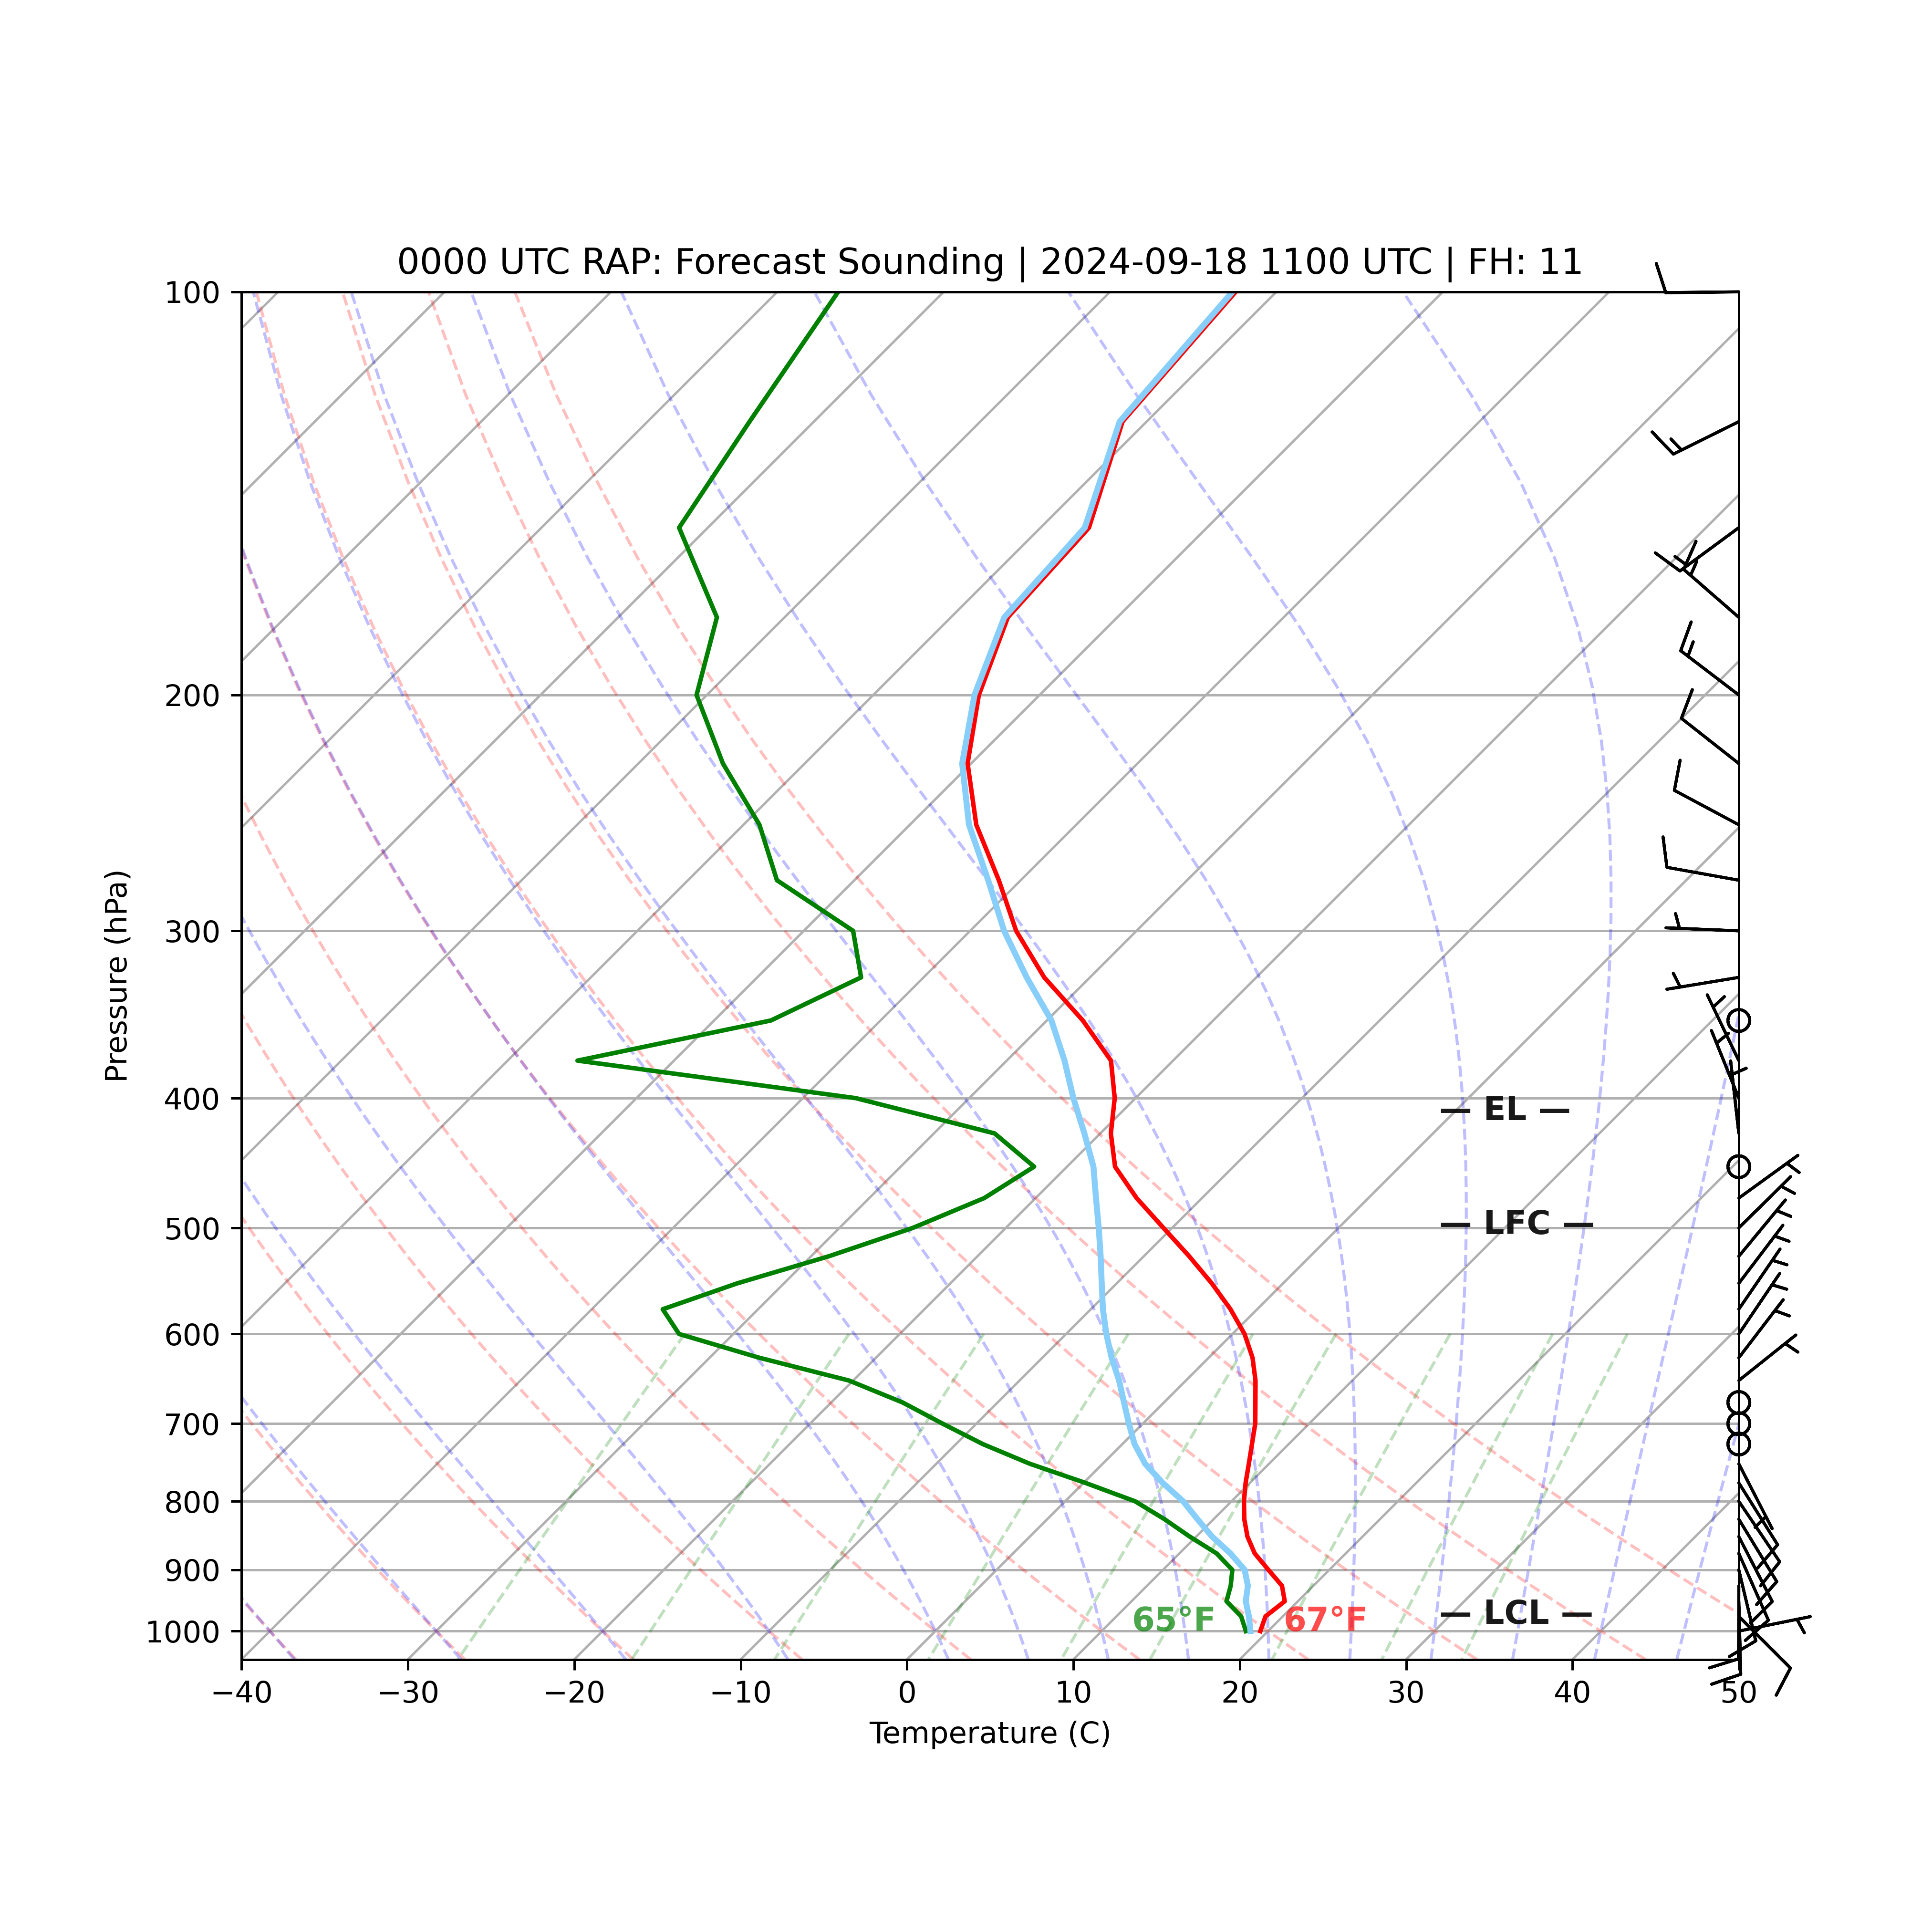 0000 UTC RAP: Forecast Sounding | 2024-09-18 1100 UTC | FH: 11
100
200
300
400
500
600
700
800
900
1000
Pressure (hPa)
— EL —
— LFC —
— LCL —
65°F 67°F
−40 −30 −20 −10 0 10 20 30 40 50
Temperature (C)